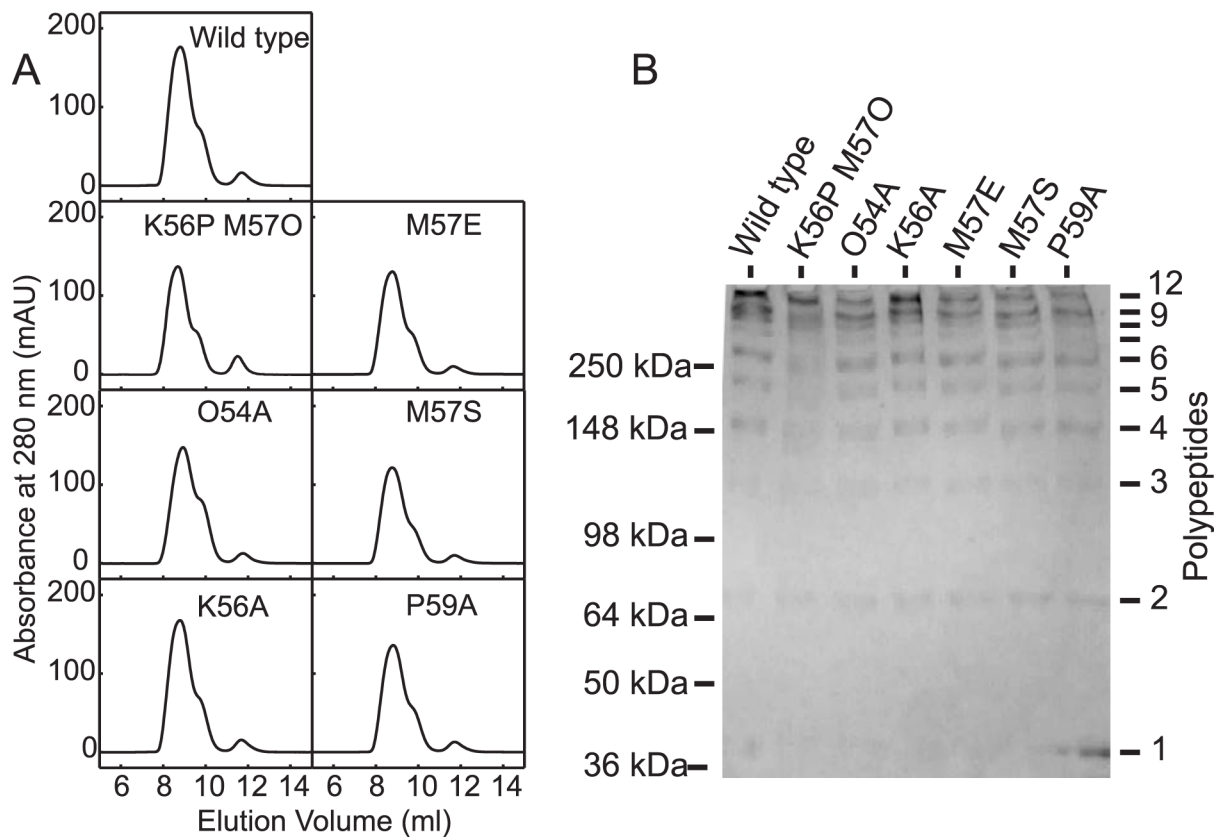 A
B
Absorbance at 280 nm (mAU)
200
100
0
Wild type
200
100
0
K56P M57O
M57E
200
100
0
O54A
M57S
200
100
0
K56A
P59A
6 8 10 12 14 6 8 10 12 14
Elution Volume (ml)
Wild type
K56P M57O
O54A
K56A
M57E
M57S
P59A
250 kDa
148 kDa
98 kDa
64 kDa
50 kDa
36 kDa
12
9
6
5
4
3
2
1
Polypeptides